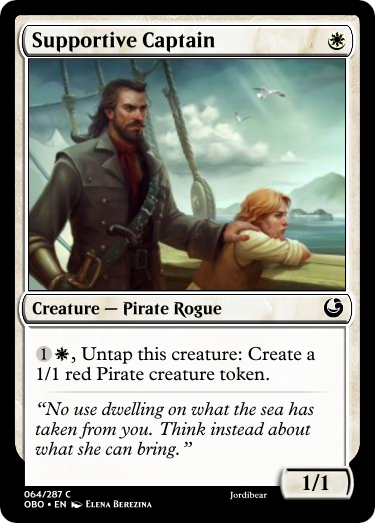 Supportive Captain
1, Untap this creature: Create a
1/1 red Pirate creature token.
Creature — Pirate Rogue
“No use dwelling on what the sea has
taken from you. Think instead about
what she can bring.”
1/1
064/287 C
OBO • EN Elena Berezina
Jordibear